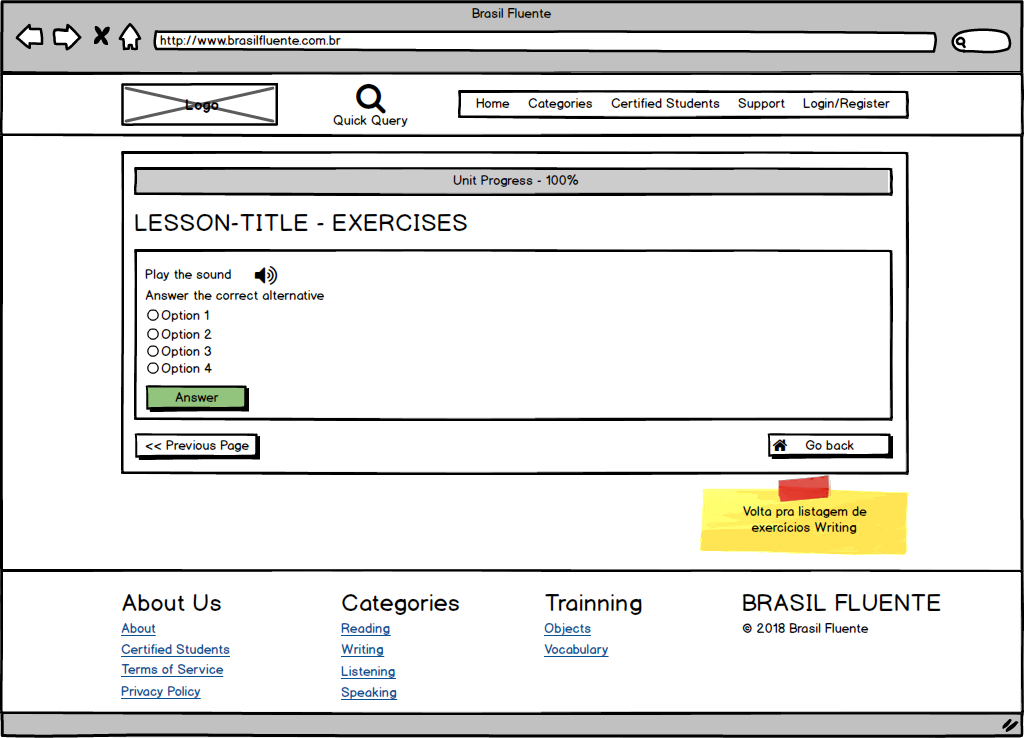 Brasil Fluente
http://www.brasilfluente.com.br
Logo
Quick Query
Home Categories Certified Students Support Login/Register
Unit Progress - 100%
LESSON-TITLE - EXERCISES
Play the sound
Answer the correct alternative
Option 1
Option 2
Option 3
Option 4
Answer
<< Previous Page
Go back
Volta pra listagem de
exercícios Writing
About Us
About
Certified Students
Terms of Service
Privacy Policy
Categories
Reading
Writing
Listening
Speaking
Trainning
Objects
Vocabulary
BRASIL FLUENTE
© 2018 Brasil Fluente